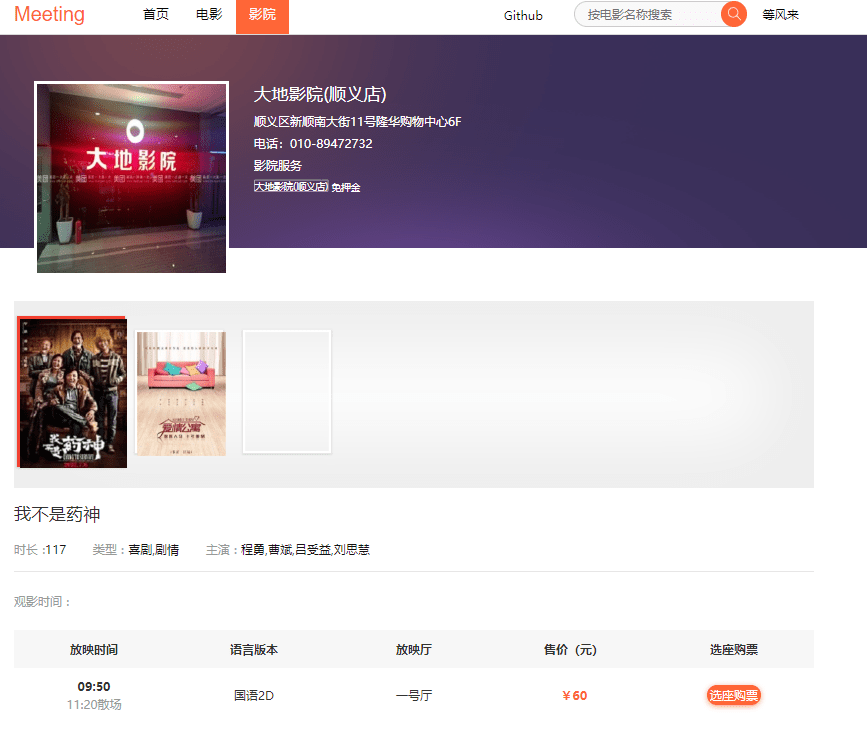 Meeting 首页 电影 影院 Github 按电影名称搜索 等风来
大地影院
大地影院(顺义店)
顺义区新顺南大街11号隆华购物中心6F
电话：010-89472732
影院服务
大地影院(顺义店) 免押金
我不是药神
爱情公寓
我不是药神
时长 :117 类型 : 喜剧,剧情 主演 : 程勇,曹斌,吕受益,刘思慧
观影时间 :
放映时间 语言版本 放映厅 售价（元） 选座购票
09:50
11:20散场 国语2D 一号厅 ￥60 选座购票